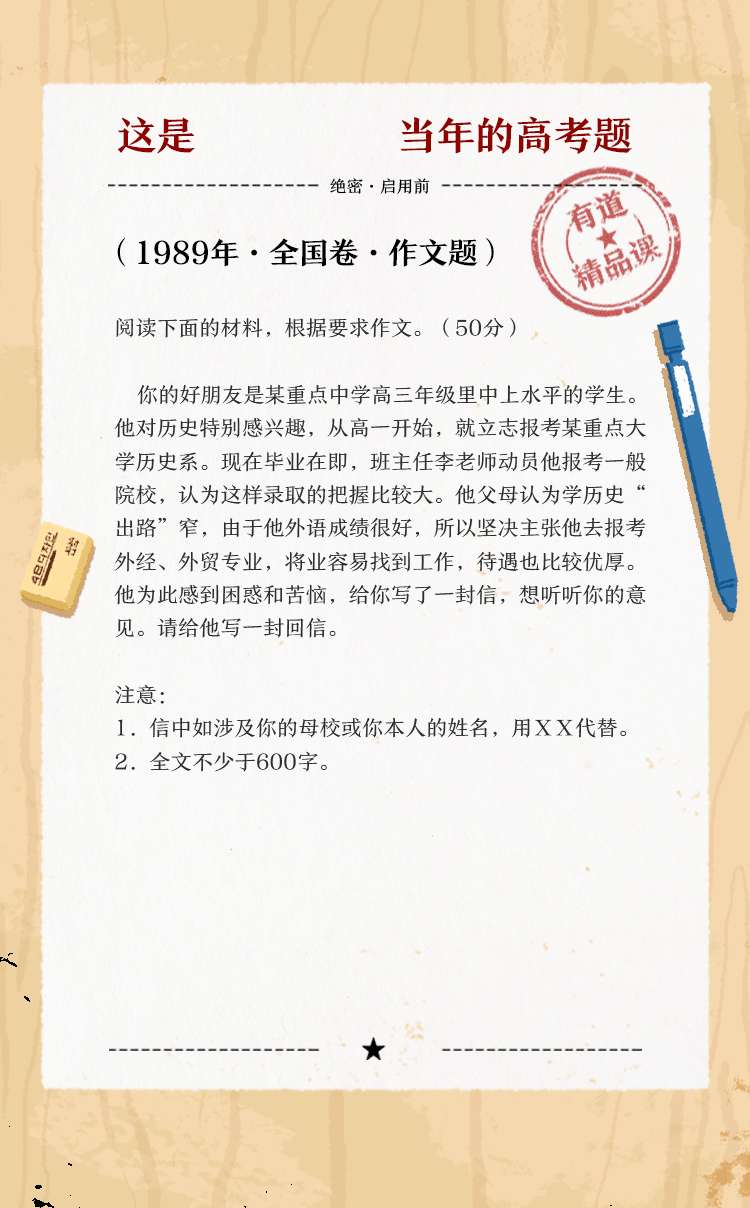 这是 当年的高考题
绝密·启用前
有道
精品课
（1989年·全国卷·作文题）
阅读下面的材料，根据要求作文。（50分）
你的好朋友是某重点中学高三年级里中上水平的学生。
他对历史特别感兴趣，从高一开始，就立志报考某重点大
学历史系。现在毕业在即，班主任李老师动员他报考一般
院校，认为这样录取的把握比较大。他父母认为学历史“
出路”窄，由于他外语成绩很好，所以坚决主张他去报考
外经、外贸专业，将业容易找到工作，待遇也比较优厚。
他为此感到困惑和苦恼，给你写了一封信，想听听你的意
见。请给他写一封回信。
注意：
1．信中如涉及你的母校或你本人的姓名，用ＸＸ代替。
2．全文不少于600字。